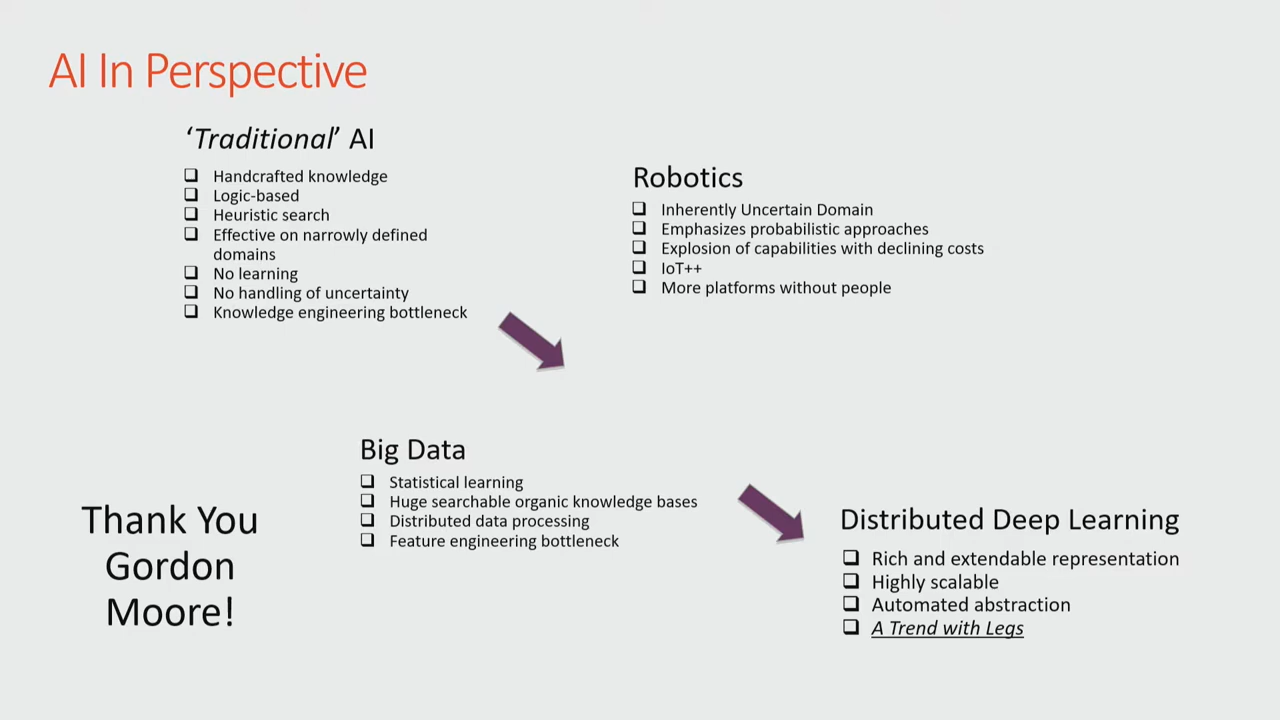 AI In Perspective
'Traditional' AI
❑ Handcrafted knowledge
❑ Logic-based
❑ Heuristic search
❑ Effective on narrowly defined
domains
❑ No learning
❑ No handling of uncertainty
❑ Knowledge engineering bottleneck
Robotics
❑ Inherently Uncertain Domain
❑ Emphasizes probabilistic approaches
❑ Explosion of capabilities with declining costs
❑ IoT++
❑ More platforms without people
Big Data
❑ Statistical learning
❑ Huge searchable organic knowledge bases
❑ Distributed data processing
❑ Feature engineering bottleneck
Thank You
Gordon
Moore!
Distributed Deep Learning
❑ Rich and extendable representation
❑ Highly scalable
❑ Automated abstraction
❑ A Trend with Legs